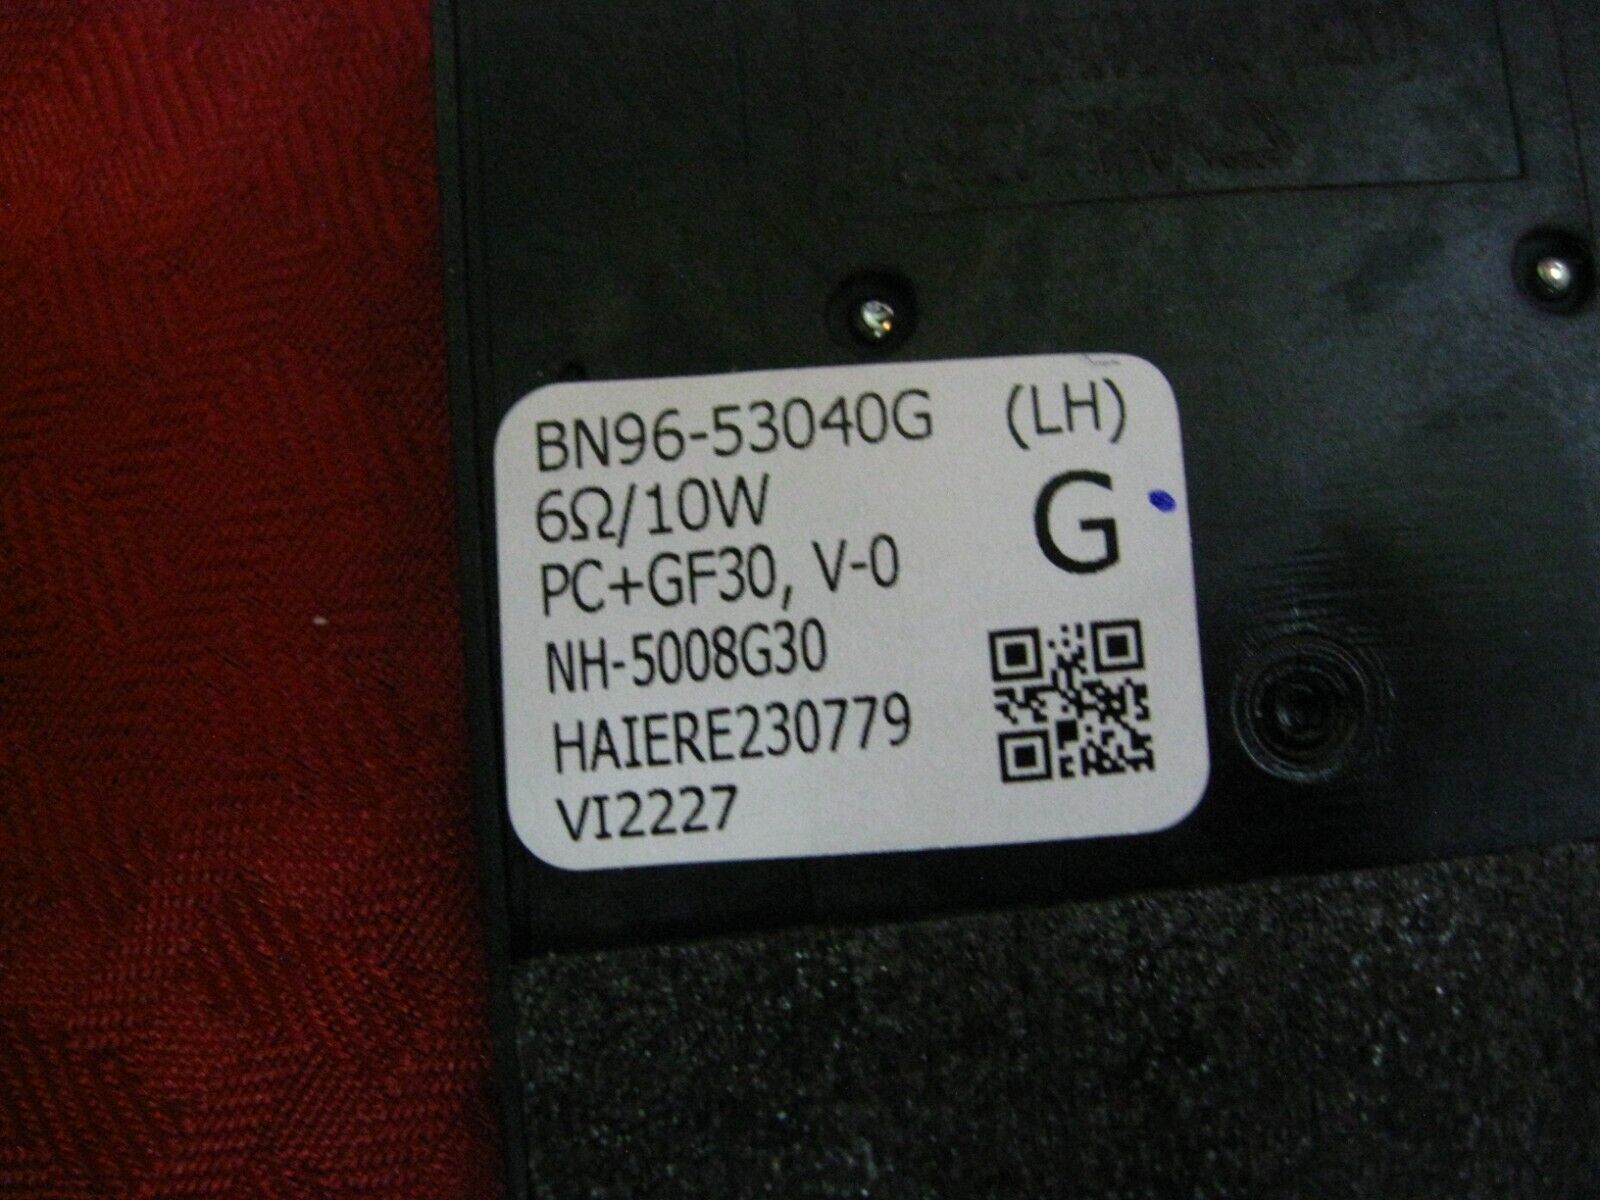 BN96-53040G (LH)
6Ω/10W
G
PC+GF30, V-0
NH-5008G30
HAIERE230779
VI2227